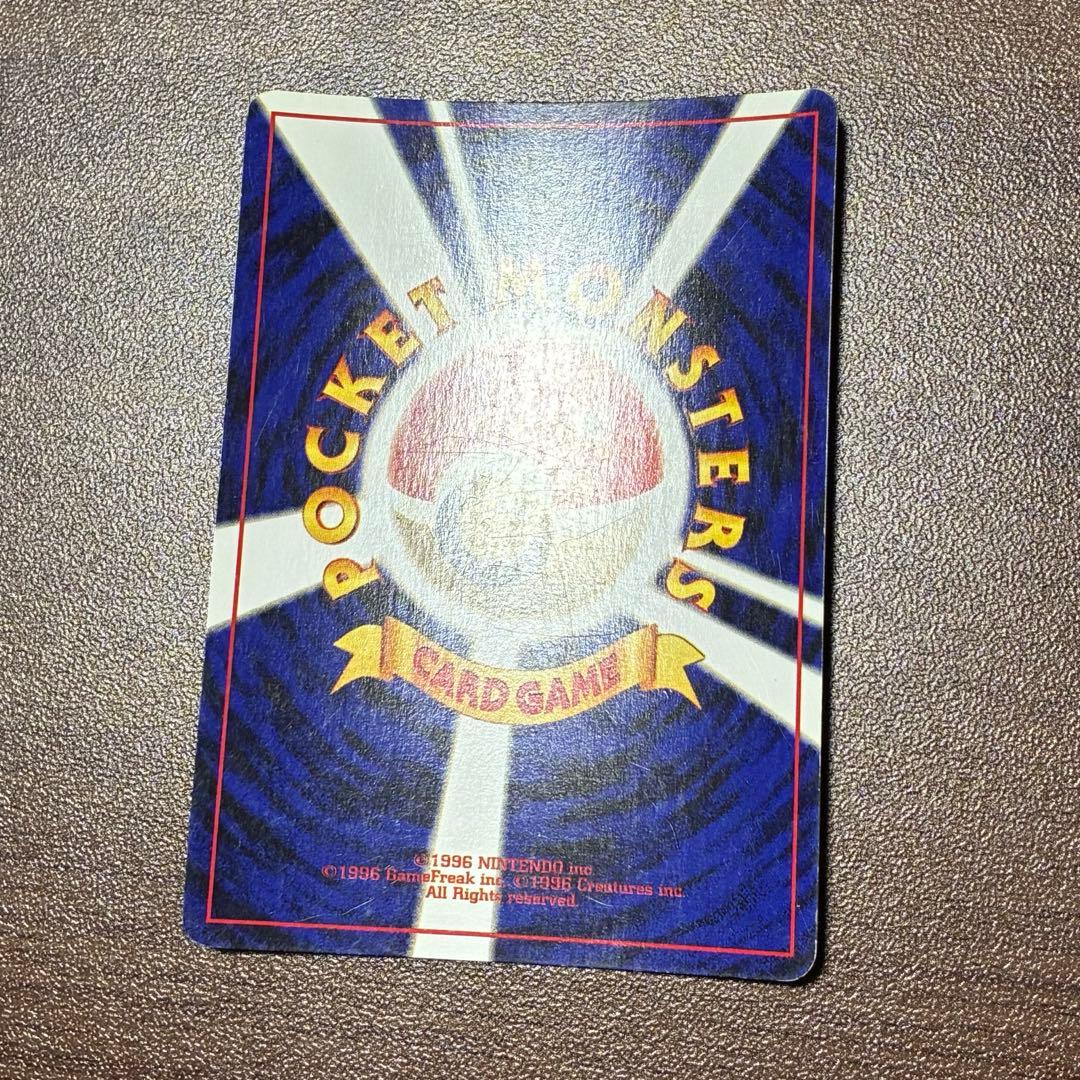 POCKET MONSTERS
CARD GAME
©1996 NINTENDO inc
©1996 GameFreak inc. ©1996 Creatures inc.
All Rights reserved.